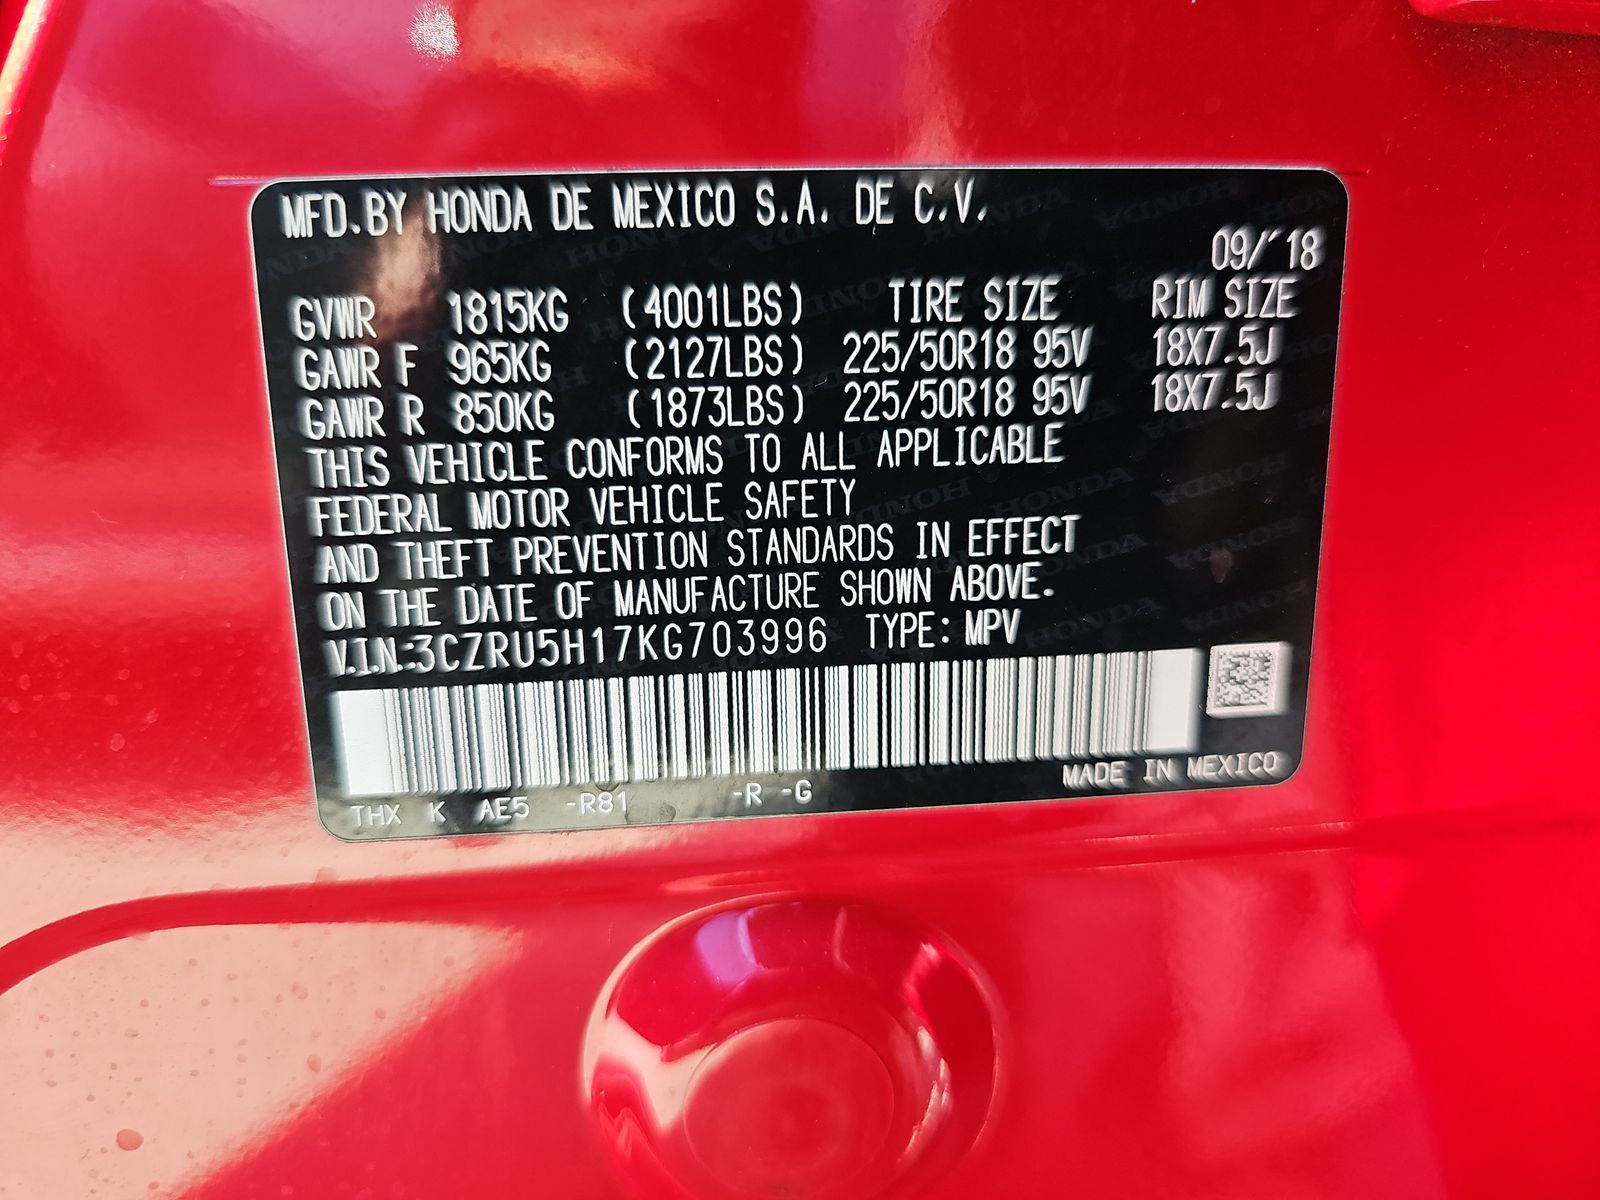 MFD.BY HONDA DE MEXICO S.A. DE C.V.
09/´18
GVWR 1815KG (4001LBS) TIRE SIZE RIM SIZE
GAWR F 965KG (2127LBS) 225/50R18 95V 18X7.5J
GAWR R 850KG (1873LBS) 225/50R18 95V 18X7.5J
THIS VEHICLE CONFORMS TO ALL APPLICABLE
FEDERAL MOTOR VEHICLE SAFETY
AND THEFT PREVENTION STANDARDS IN EFFECT
ON THE DATE OF MANUFACTURE SHOWN ABOVE.
V.I.N.:3CZRU5H17KG703996 TYPE: MPV
MADE IN MEXICO
THX K AE5 -R81 -R -G